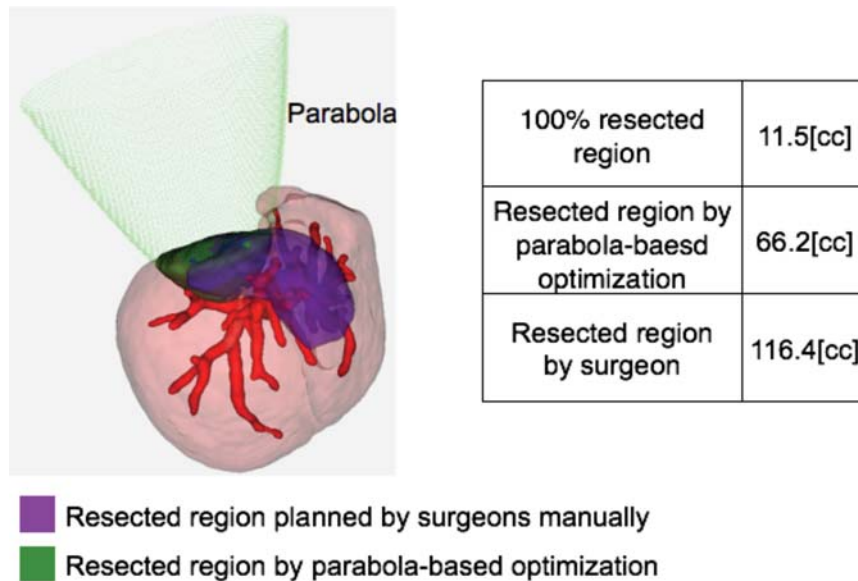 Parabola
100% resected
region
11.5[cc]
Resected region by
parabola-baesd
optimization
66.2[cc]
Resected region
by surgeon
116.4[cc]
Resected region planned by surgeons manually
Resected region by parabola-based optimization